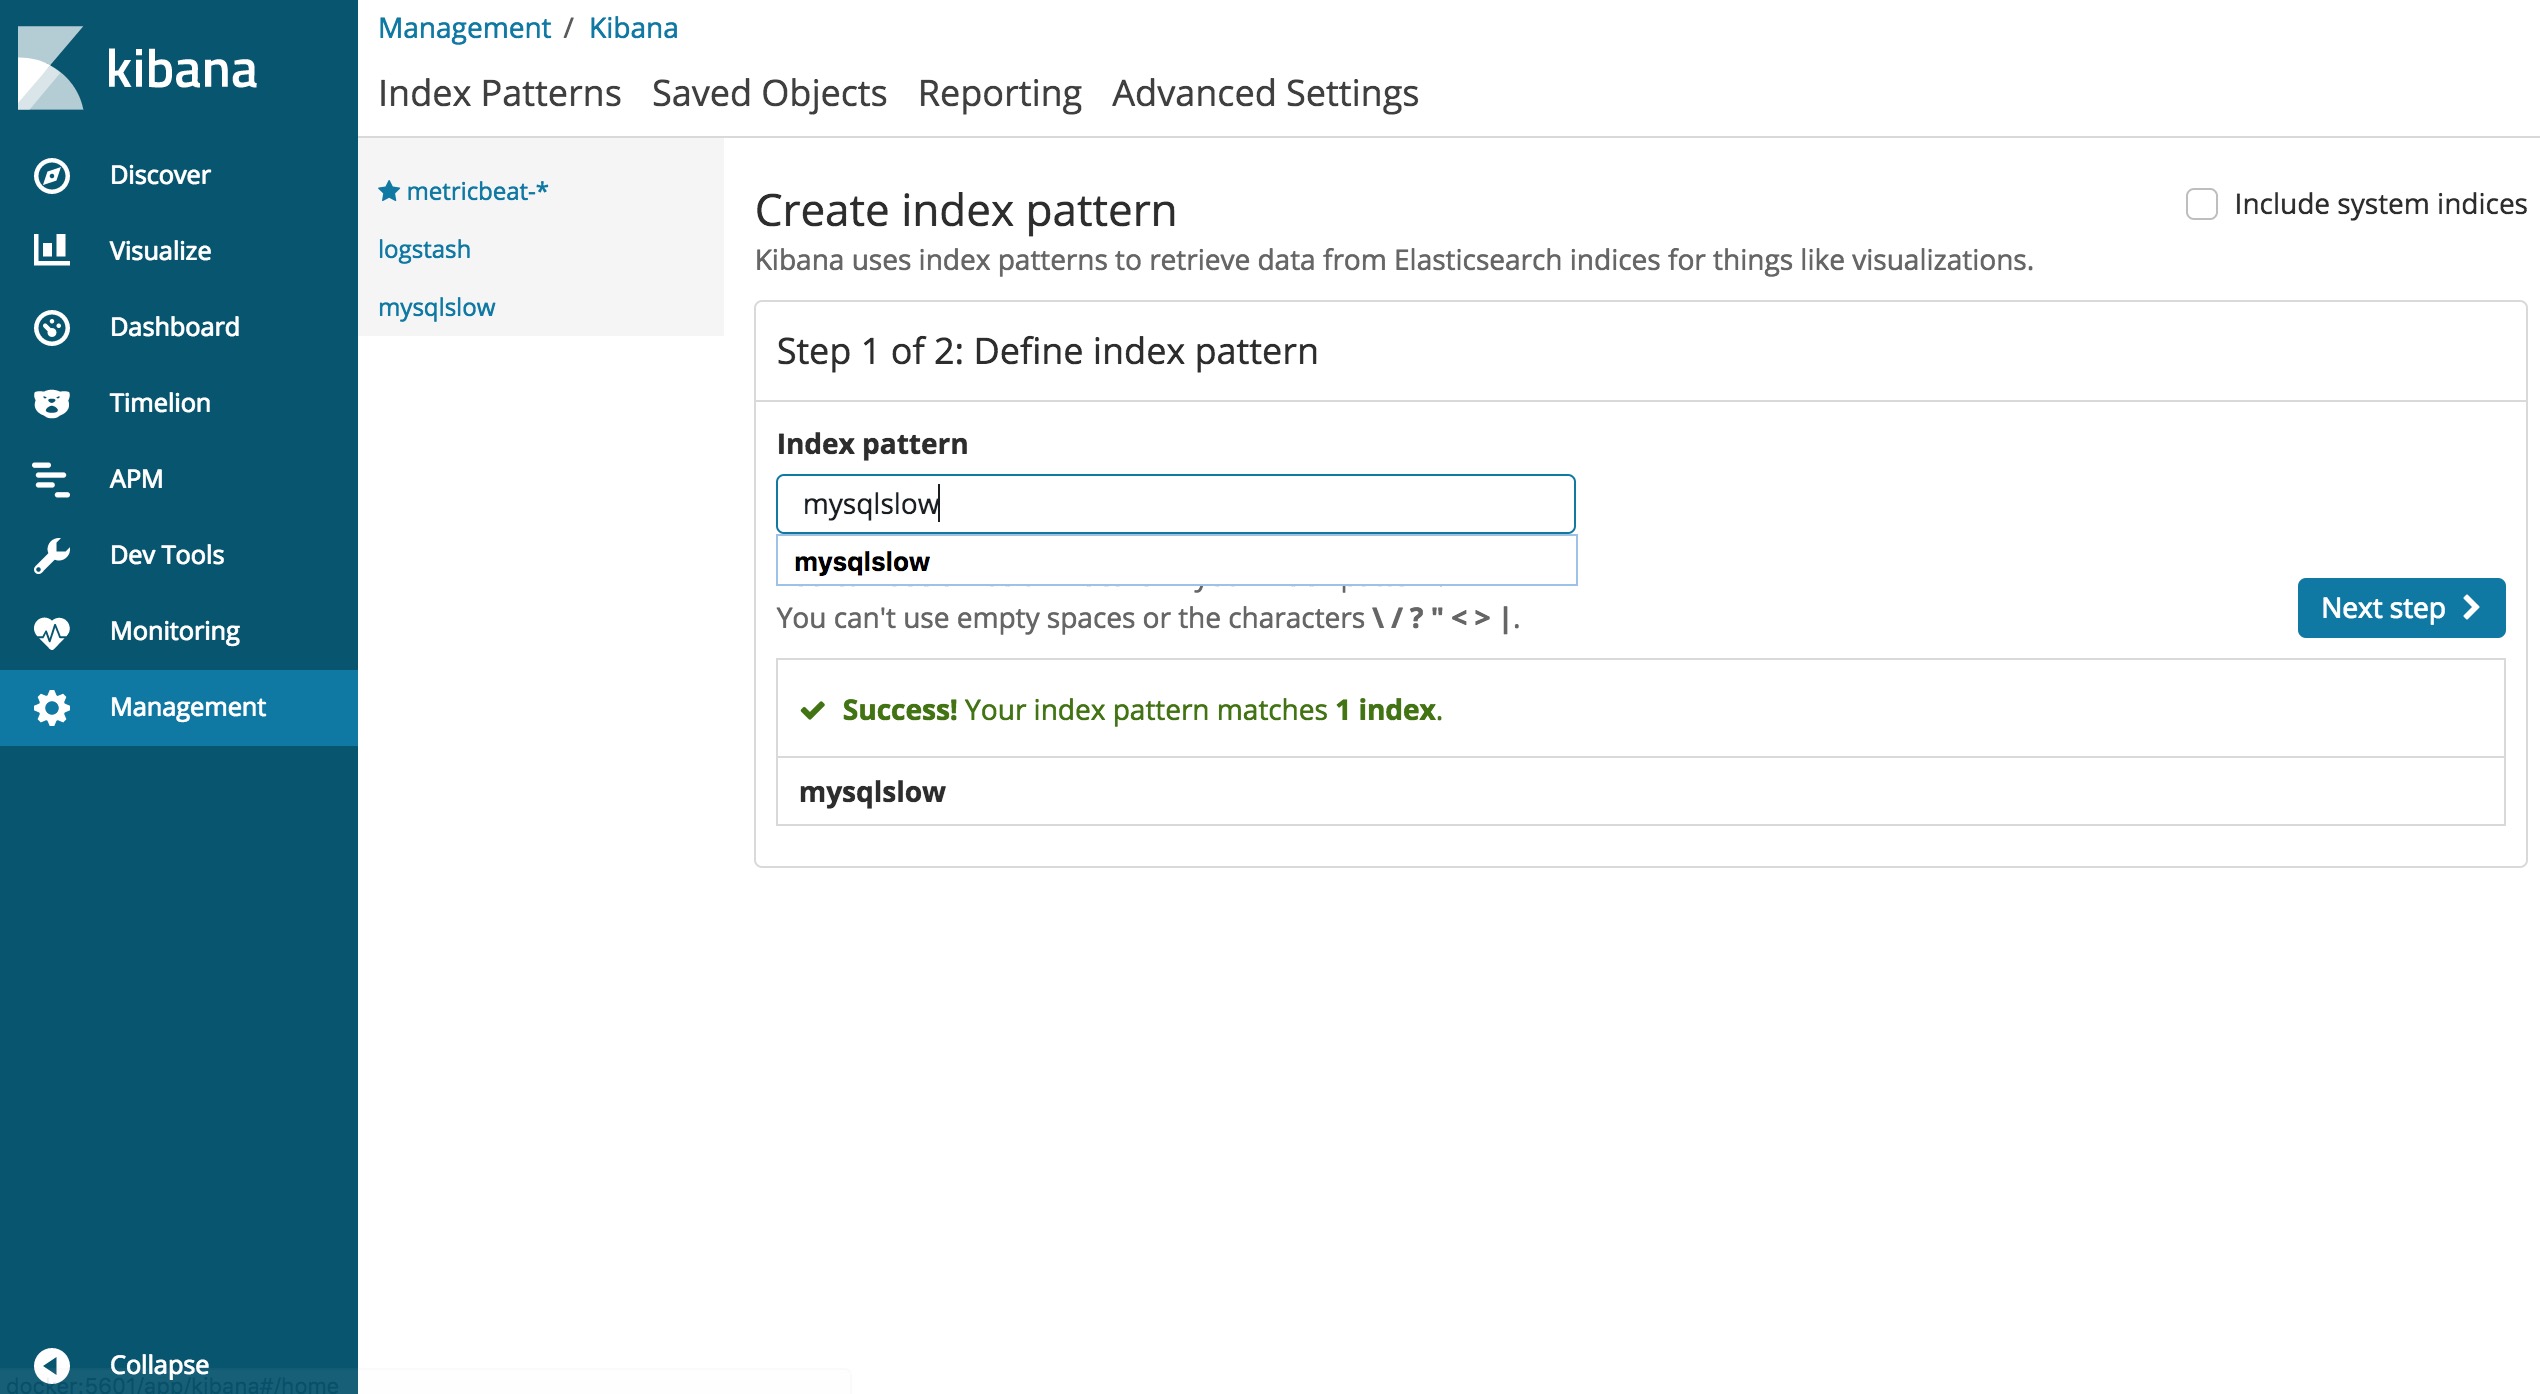 kibana
Discover
Visualize
Dashboard
Timelion
APM
Dev Tools
Monitoring
Management
Collapse
docker:5601/app/kibana#/home
Management / Kibana
Index Patterns Saved Objects Reporting Advanced Settings
metricbeat-*
logstash
mysqlslow
Create index pattern
Include system indices
Kibana uses index patterns to retrieve data from Elasticsearch indices for things like visualizations.
Step 1 of 2: Define index pattern
Index pattern
mysqlslow
mysqlslow
You can't use empty spaces or the characters \ / ? " < > |.
Next step
Success! Your index pattern matches 1 index.
mysqlslow